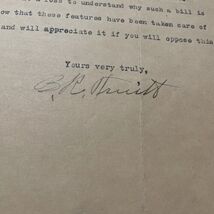 a loss to understand why such a bill is
ow that these features have been taken care of
and will appreciate it if you will oppose this
Yours very truly,